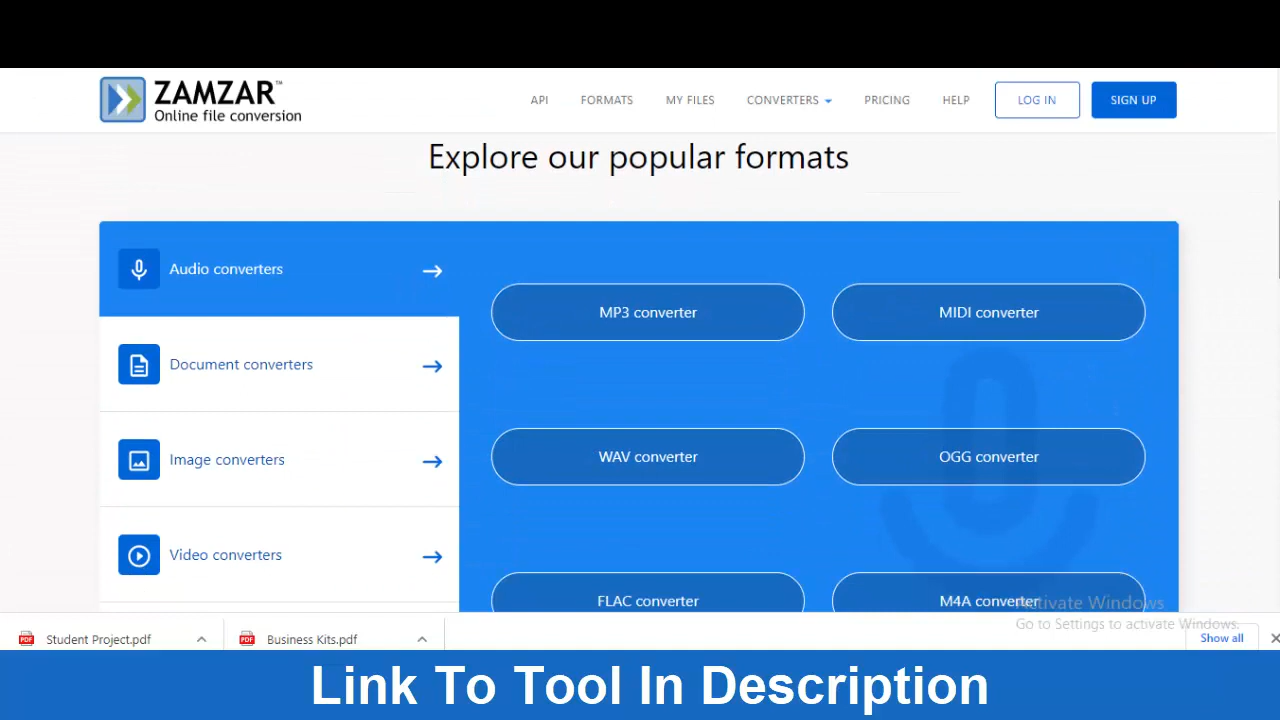 ZAMZAR™
Online file conversion
API FORMATS MY FILES CONVERTERS PRICING HELP LOG IN SIGN UP
Explore our popular formats
Audio converters
Document converters
Image converters
Video converters
MP3 converter MIDI converter
WAV converter OGG converter
FLAC converter M4A converter
Activate Windows
Go to Settings to activate Windows.
PDF Student Project.pdf PDF Business Kits.pdf Show all
Link To Tool In Description